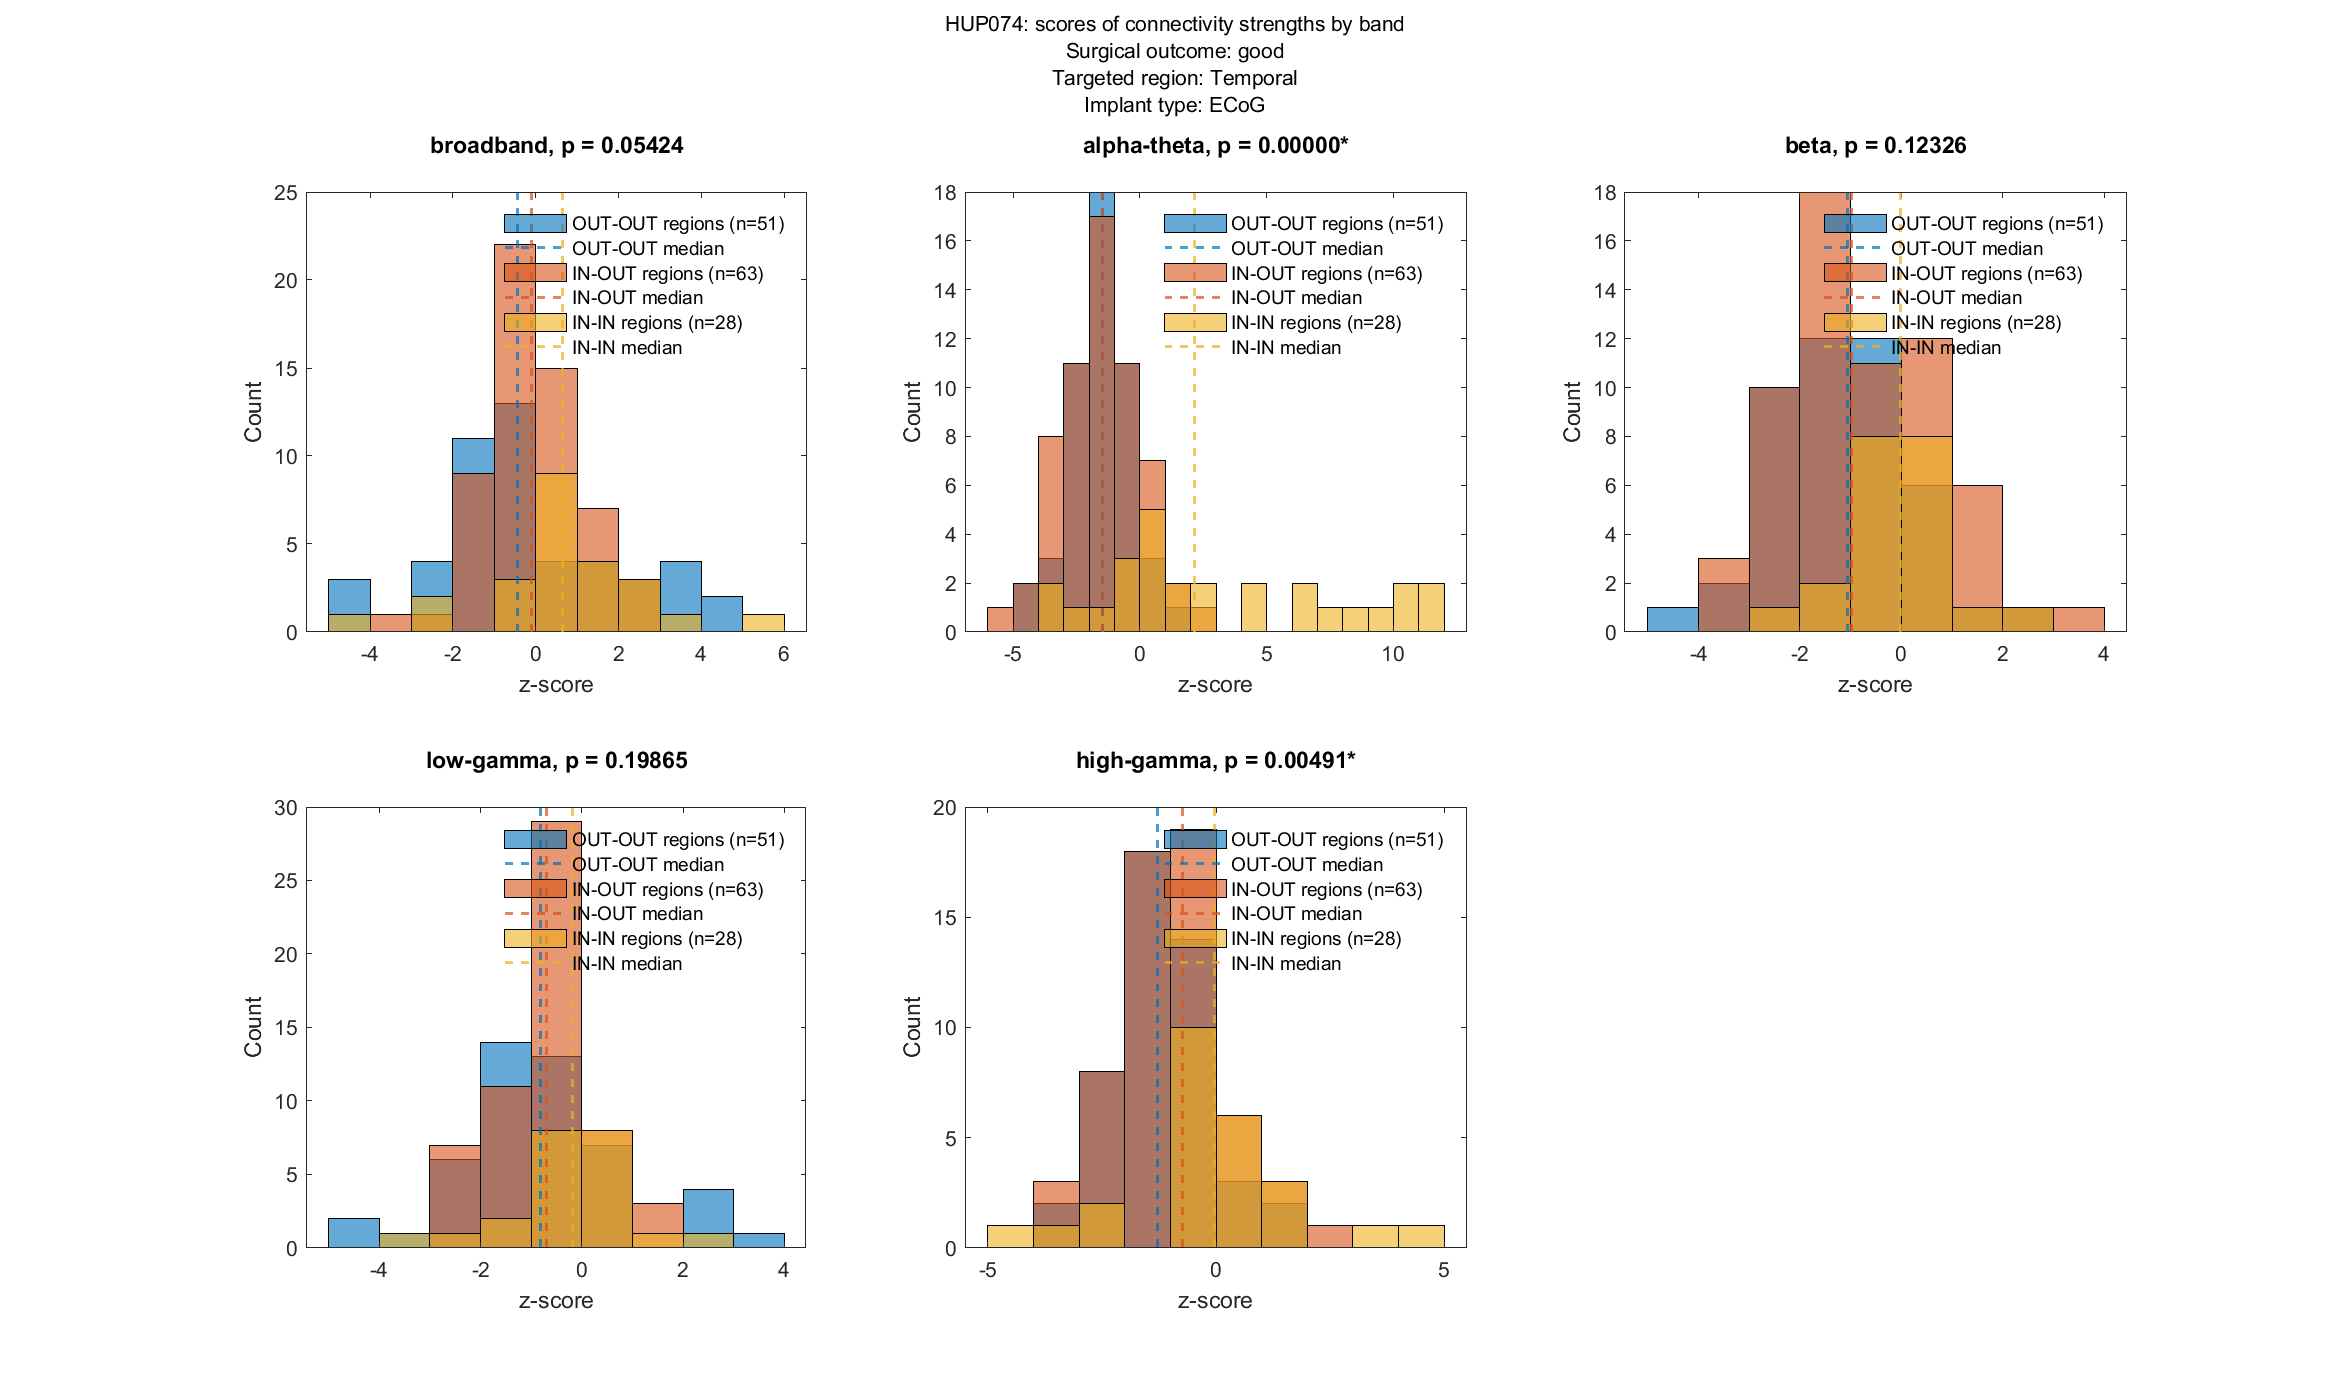 HUP074: scores of connectivity strengths by band
Surgical outcome: good
Targeted region: Temporal
Implant type: ECoG
broadband, p = 0.05424
25
20
15
10
5
0
Count
-4 -2 0 2 4 6
z-score
OUT-OUT regions (n=51)
OUT-OUT median
IN-OUT regions (n=63)
IN-OUT median
IN-IN regions (n=28)
IN-IN median
alpha-theta, p = 0.00000*
18
16
14
12
10
8
6
4
2
0
Count
-5 0 5 10
z-score
OUT-OUT regions (n=51)
OUT-OUT median
IN-OUT regions (n=63)
IN-OUT median
IN-IN regions (n=28)
IN-IN median
beta, p = 0.12326
18
16
14
12
10
8
6
4
2
0
Count
-4 -2 0 2 4
z-score
OUT-OUT regions (n=51)
OUT-OUT median
IN-OUT regions (n=63)
IN-OUT median
IN-IN regions (n=28)
IN-IN median
low-gamma, p = 0.19865
30
25
20
15
10
5
0
Count
-4 -2 0 2 4
z-score
OUT-OUT regions (n=51)
OUT-OUT median
IN-OUT regions (n=63)
IN-OUT median
IN-IN regions (n=28)
IN-IN median
high-gamma, p = 0.00491*
20
15
10
5
0
Count
-5 0 5
z-score
OUT-OUT regions (n=51)
OUT-OUT median
IN-OUT regions (n=63)
IN-OUT median
IN-IN regions (n=28)
IN-IN median